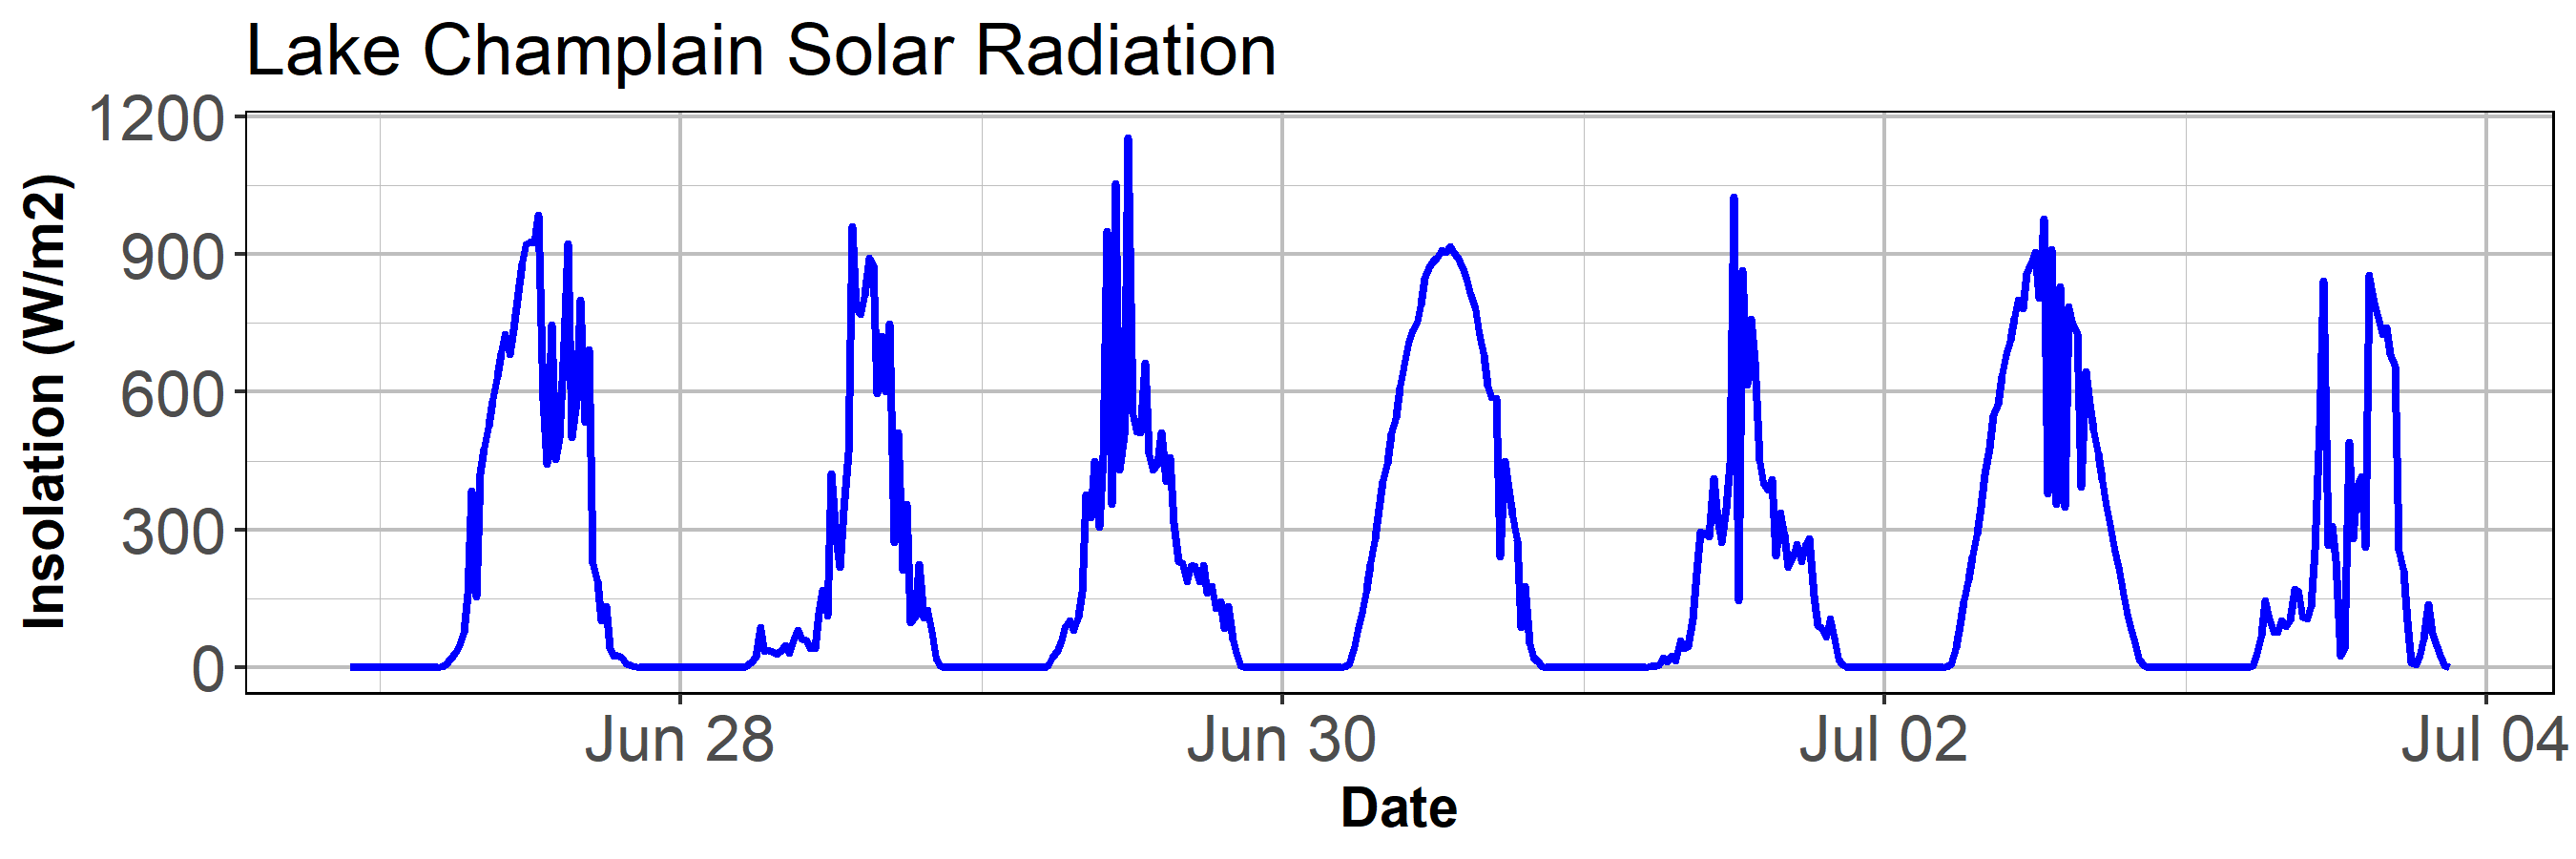 Lake Champlain Solar Radiation
1200
900
600
300
0
Insolation (W/m2)
Jun 28 Jun 30 Jul 02 Jul 04
Date